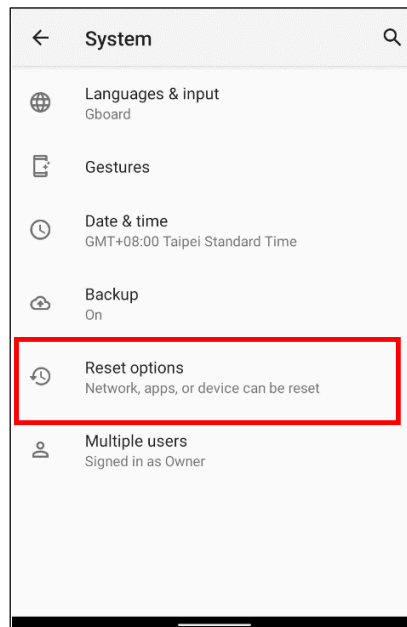 System
Languages & input
Gboard
Gestures
Date & time
GMT+08:00 Taipei Standard Time
Backup
On
Reset options
Network, apps, or device can be reset
Multiple users
Signed in as Owner